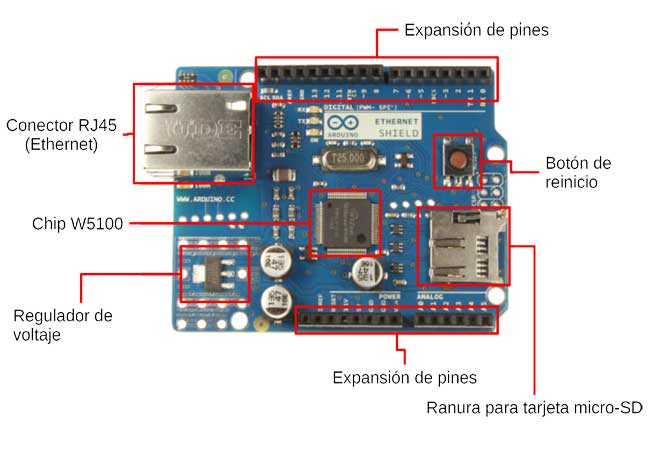 Expansión de pines
Conector RJ45
(Ethernet)
DIGITAL (PWM~ SPI*)
ARDUINO
ETHERNET
SHIELD
T25.000
Botón de
reinicio
WWW.ARDUINO.CC
Chip W5100
Regulador de
voltaje
POWER
ANALOG
Expansión de pines
Ranura para tarjeta micro-SD